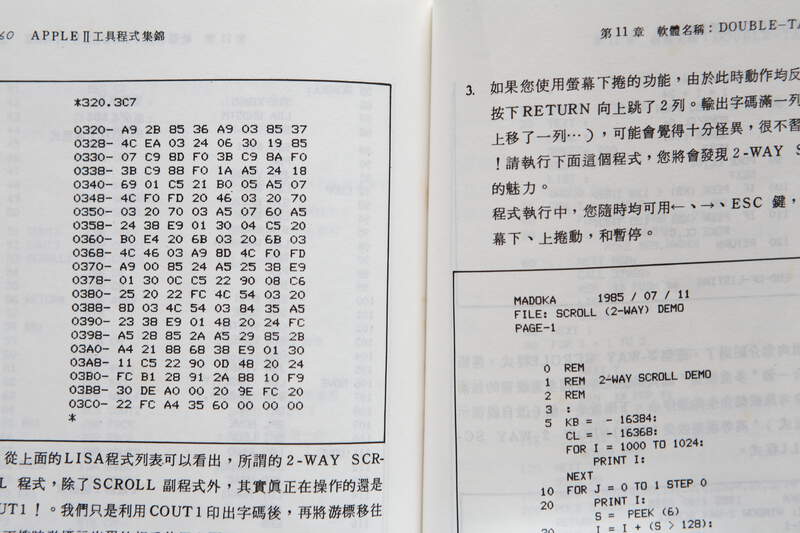 60 APPLE II 工具程式集錦
*320.3C7
0320- A9 2B 85 36 A9 03 85 37
0328- 4C EA 03 24 06 30 19 85
0330- 07 C9 8D F0 3B C9 8A F0
0338- 3B C9 88 F0 1A A5 24 18
0340- 69 01 C5 21 B0 05 A5 07
0348- 4C F0 FD 20 46 03 20 70
0350- 03 20 70 03 A5 07 60 A5
0358- 24 38 E9 01 30 04 C5 20
0360- B0 E4 20 6B 03 20 6B 03
0368- 4C 46 03 A9 8D 4C F0 FD
0370- A9 00 85 24 A5 25 38 E9
0378- 01 30 0C C5 22 90 08 C6
0380- 25 20 22 FC 4C 54 03 20
0388- 8D 03 4C 54 03 84 35 A5
0390- 23 38 E9 01 48 20 24 FC
0398- A5 28 85 2A A5 29 85 2B
03A0- A4 21 88 68 38 E9 01 30
03A8- 11 C5 22 90 0D 48 20 24
03B0- FC B1 28 91 2A 88 10 F9
03B8- 30 DE A0 00 20 9E FC 20
03C0- 22 FC A4 35 60 00 00 00
*
從上面的LISA程式列表可以看出，所謂的2-WAY SCR-
L 程式，除了SCROLL 副程式外，其實真正在操作的還是
UT1！。我們只是利用COUT1印出字碼後，再將游標移往
第11章 軟體名稱：DOUBLE-TA
3. 如果您使用螢幕下捲的功能，由於此時動作均反
按下RETURN 向上跳了2列。輸出字碼滿一列
上移了一列…），可能會覺得十分怪異，很不習
！請執行下面這個程式，您將會發現2-WAY S
的魅力。
程式執行中，您隨時均可用←、→、ESC 鍵，
幕下、上捲動，和暫停。
MADOKA 1985 / 07 / 11
FILE: SCROLL (2-WAY) DEMO
PAGE-1
0 REM
1 REM 2-WAY SCROLL DEMO
2 REM
3 :
5 KB = - 16384:
CL = - 16368:
FOR I = 1000 TO 1024:
PRINT I:
NEXT
10 FOR J = 0 TO 1 STEP 0
20 PRINT I:
S = PEEK (6)
30 I = I + (S > 128):